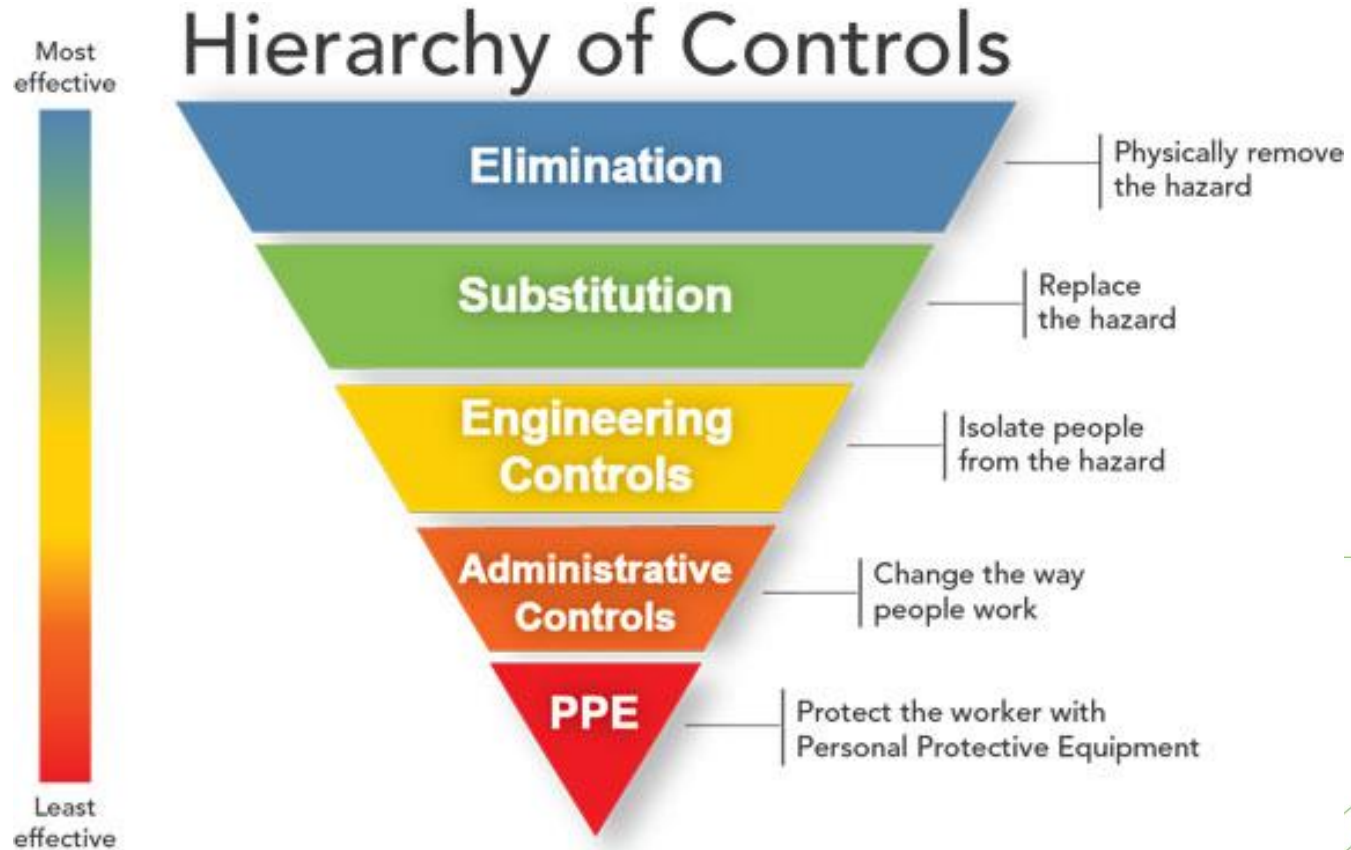 Hierarchy of Controls
Most
effective
Elimination
Physically remove
the hazard
Substitution
Replace
the hazard
Engineering
Controls
Isolate people
from the hazard
Administrative
Controls
Change the way
people work
PPE
Protect the worker with
Personal Protective Equipment
Least
effective